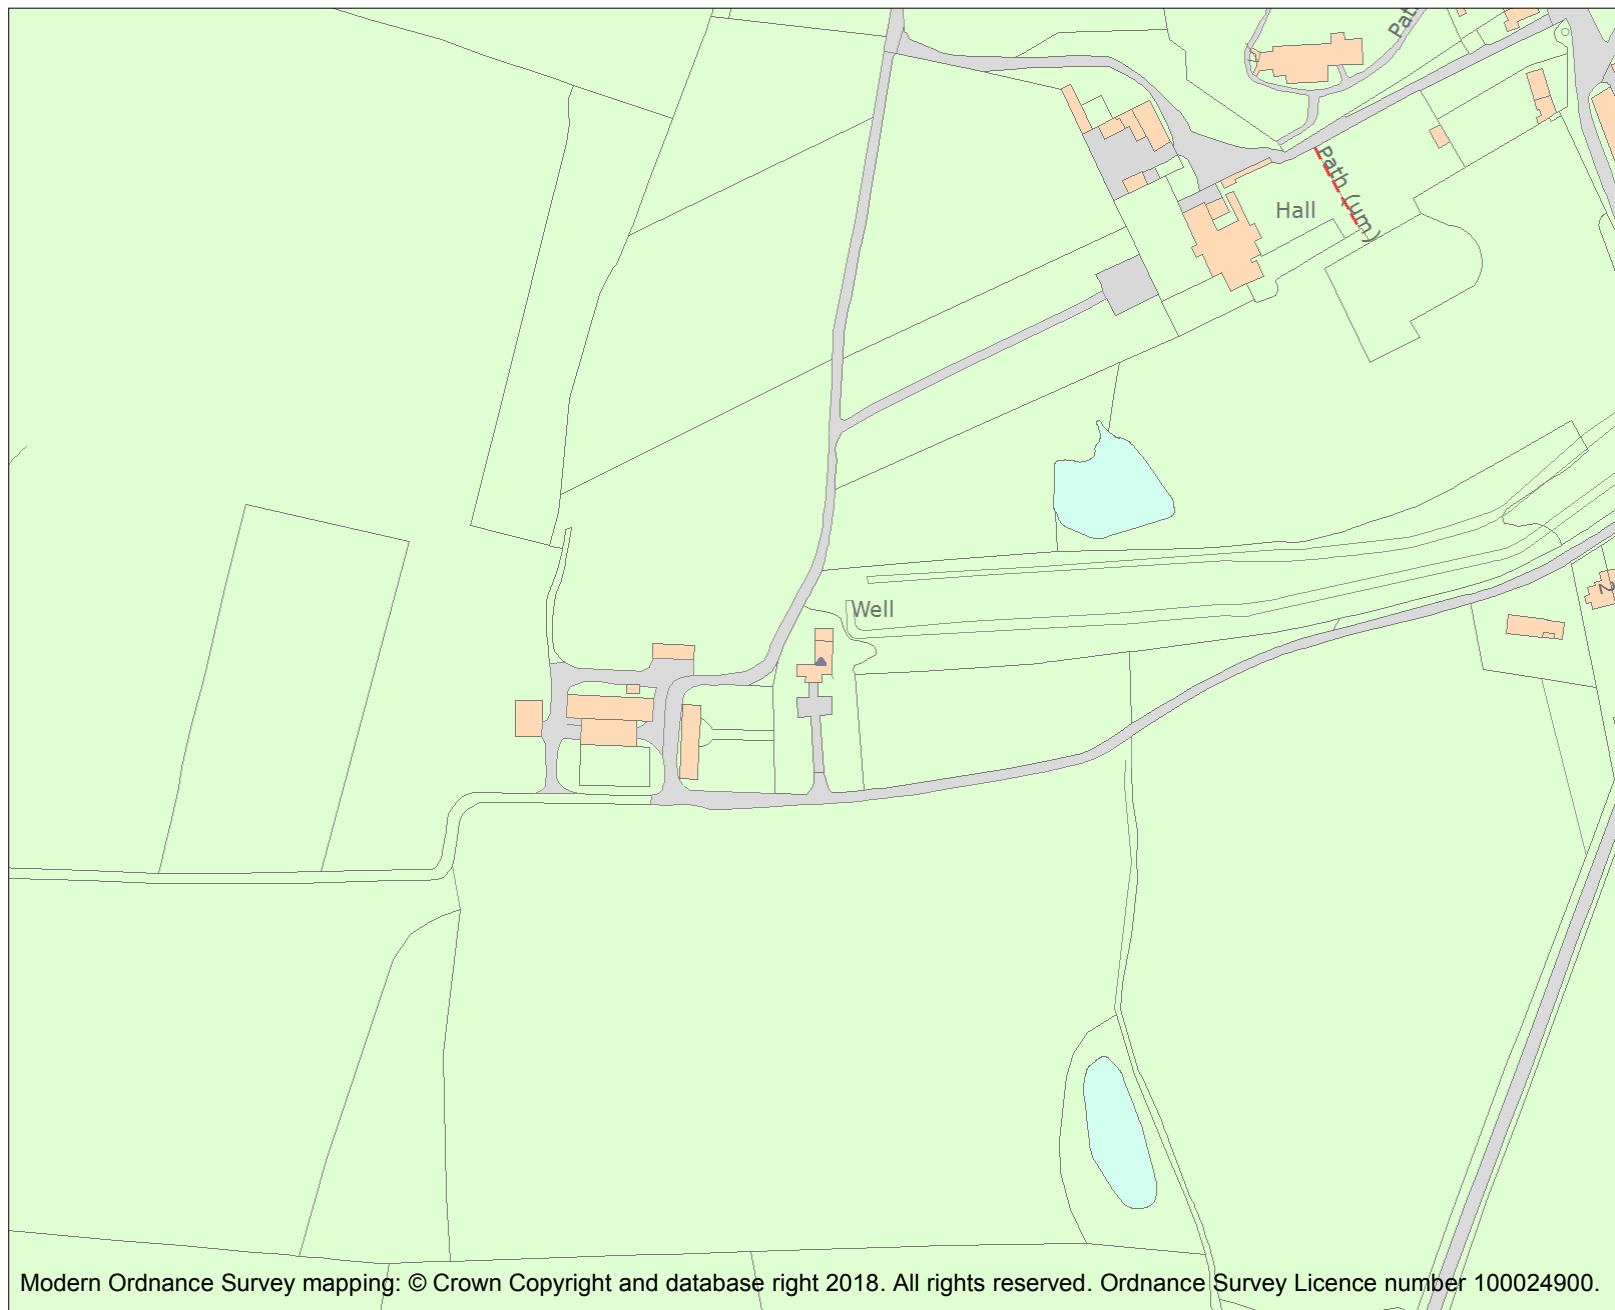 Path (um)
Hall
Well
2
Modern Ordnance Survey mapping: © Crown Copyright and database right 2018. All rights reserved. Ordnance Survey Licence number 100024900.